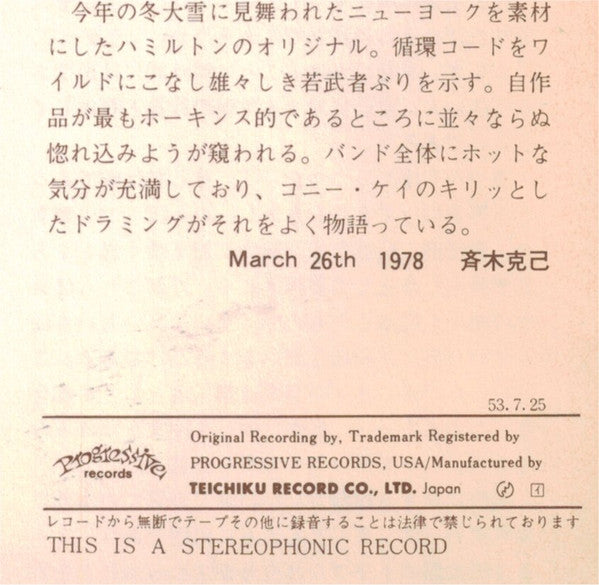 今年の冬大雪に見舞われたニューヨークを素材
にしたハミルトンのオリジナル。循環コードをワ
イルドにこなし雄々しき若武者ぶりを示す。自作
品が最もホーキンス的であるところに並々ならぬ
惚れ込みようが窺われる。バンド全体にホットな
気分が充満しており、コニー・ケイのキリッとし
たドラミングがそれをよく物語っている。
March 26th 1978 斉木克己
53.7.25
Progressive
records
Original Recording by, Trademark Registered by
PROGRESSIVE RECORDS, USA/Manufactured by
TEICHIKU RECORD CO., LTD. Japan イ
レコードから無断でテープその他に録音することは法律で禁じられております
THIS IS A STEREOPHONIC RECORD